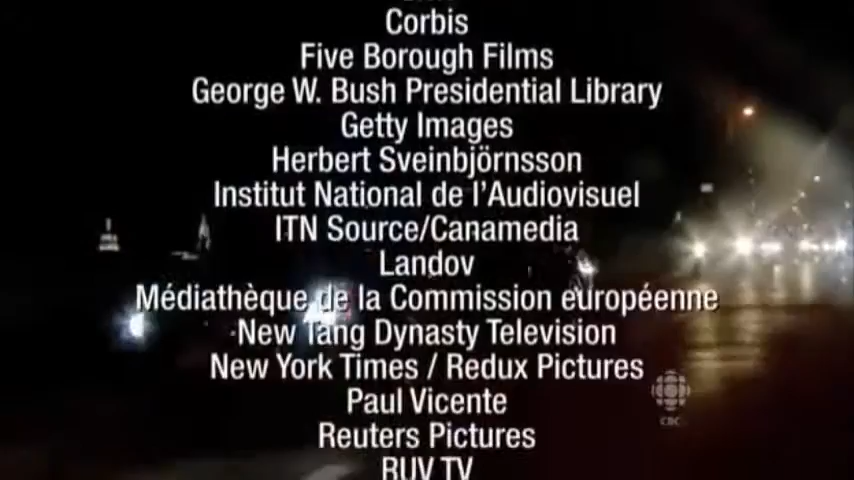 Corbis
Five Borough Films
George W. Bush Presidential Library
Getty Images
Herbert Sveinbjörnsson
Institut National de l'Audiovisuel
ITN Source/Canamedia
Landov
Médiathèque de la Commission européenne
New Tang Dynasty Television
New York Times / Redux Pictures
Paul Vicente
CBC
Reuters Pictures
RUV TV